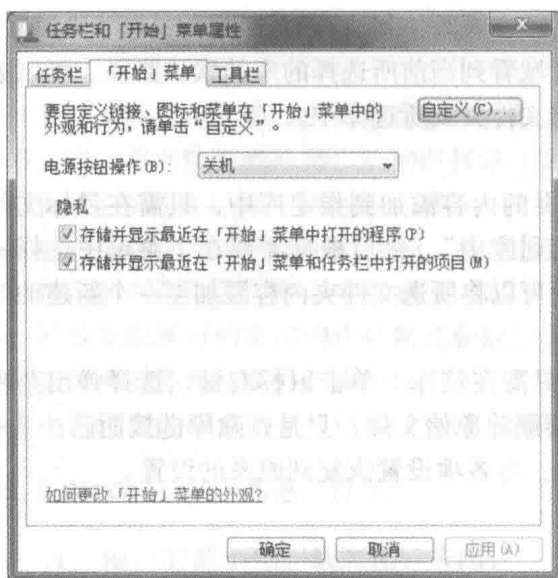 任务栏和「开始」菜单属性
任务栏 「开始」菜单 工具栏
要自定义链接、图标和菜单在「开始」菜单中的
外观和行为，请单击“自定义”。
自定义(C)...
电源按钮操作(B)：
关机
隐私
存储并显示最近在「开始」菜单中打开的程序(P)
存储并显示最近在「开始」菜单和任务栏中打开的项目(M)
如何更改「开始」菜单的外观?
确定 取消 应用(A)